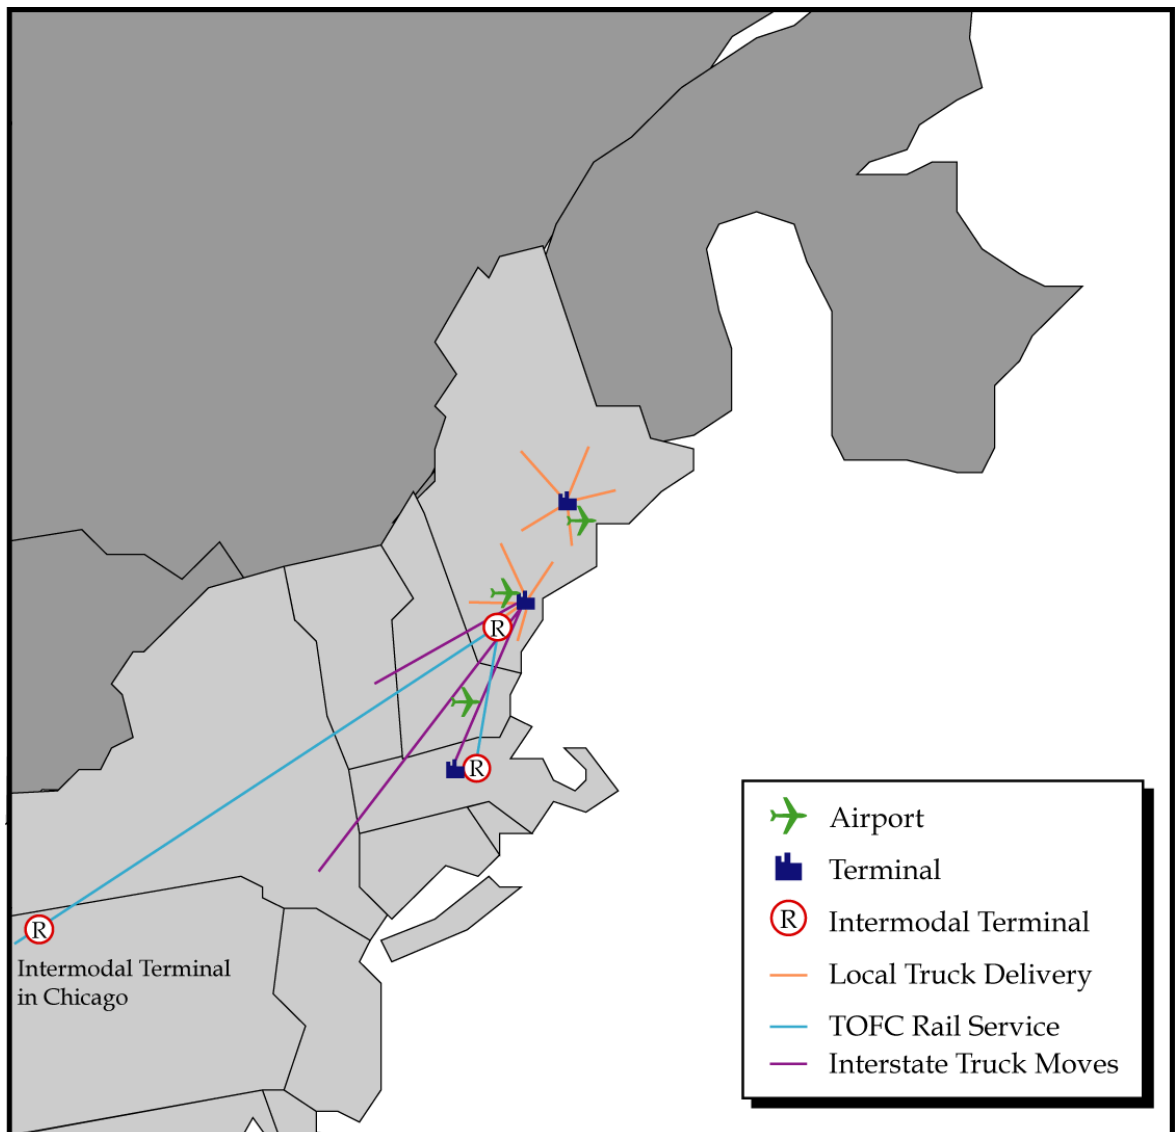 R
R
R
Intermodal Terminal
in Chicago
Airport
Terminal
R Intermodal Terminal
Local Truck Delivery
TOFC Rail Service
Interstate Truck Moves